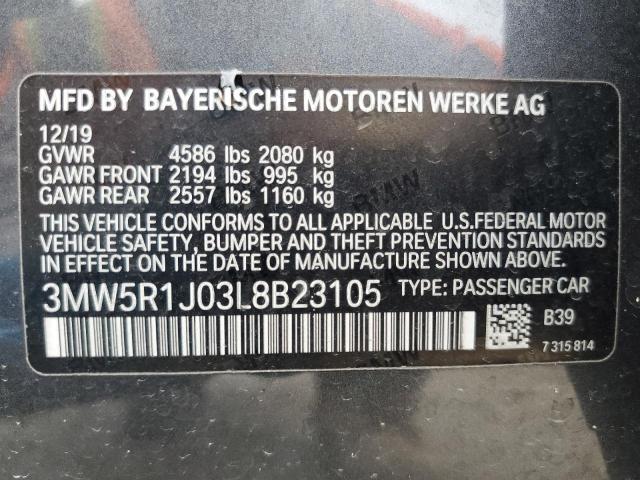 MFD BY BAYERISCHE MOTOREN WERKE AG
12/19
GVWR 4586 lbs 2080 kg
GAWR FRONT 2194 lbs 995 kg
GAWR REAR 2557 lbs 1160 kg
THIS VEHICLE CONFORMS TO ALL APPLICABLE U.S.FEDERAL MOTOR
VEHICLE SAFETY, BUMPER AND THEFT PREVENTION STANDARDS
IN EFFECT ON THE DATE OF MANUFACTURE SHOWN ABOVE.
3MW5R1J03L8B23105 TYPE: PASSENGER CAR
B39
7 315 814